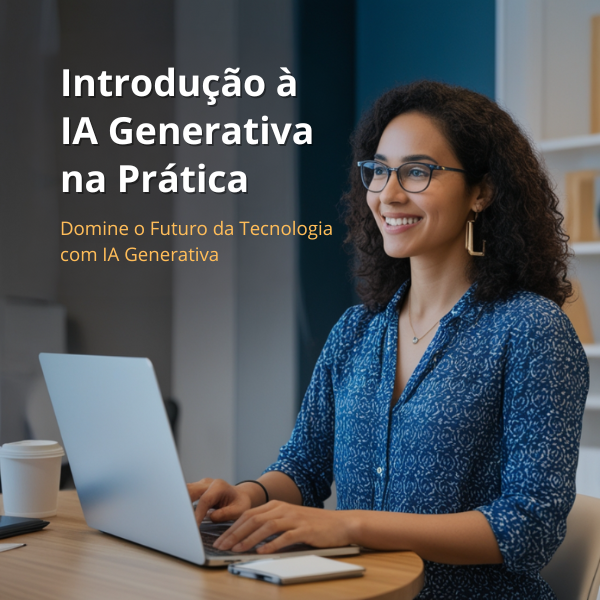 Introdução à
IA Generativa
na Prática
Domine o Futuro da Tecnologia
com IA Generativa